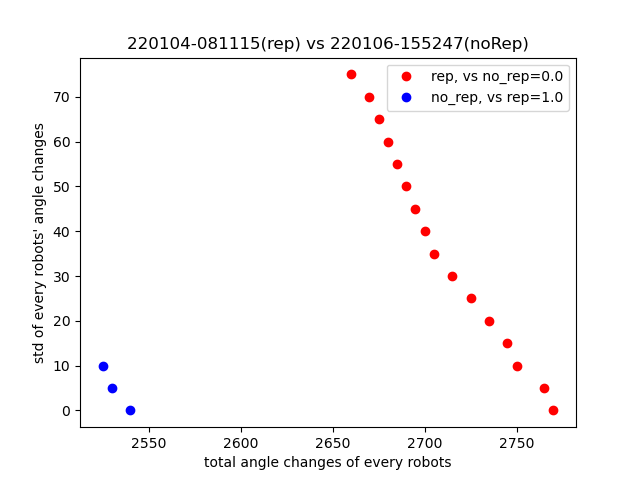 220104-081115(rep) vs 220106-155247(noRep)
rep, vs no_rep=0.0
no_rep, vs rep=1.0
std of every robots' angle changes
70
60
50
40
30
20
10
0
2550 2600 2650 2700 2750
total angle changes of every robots